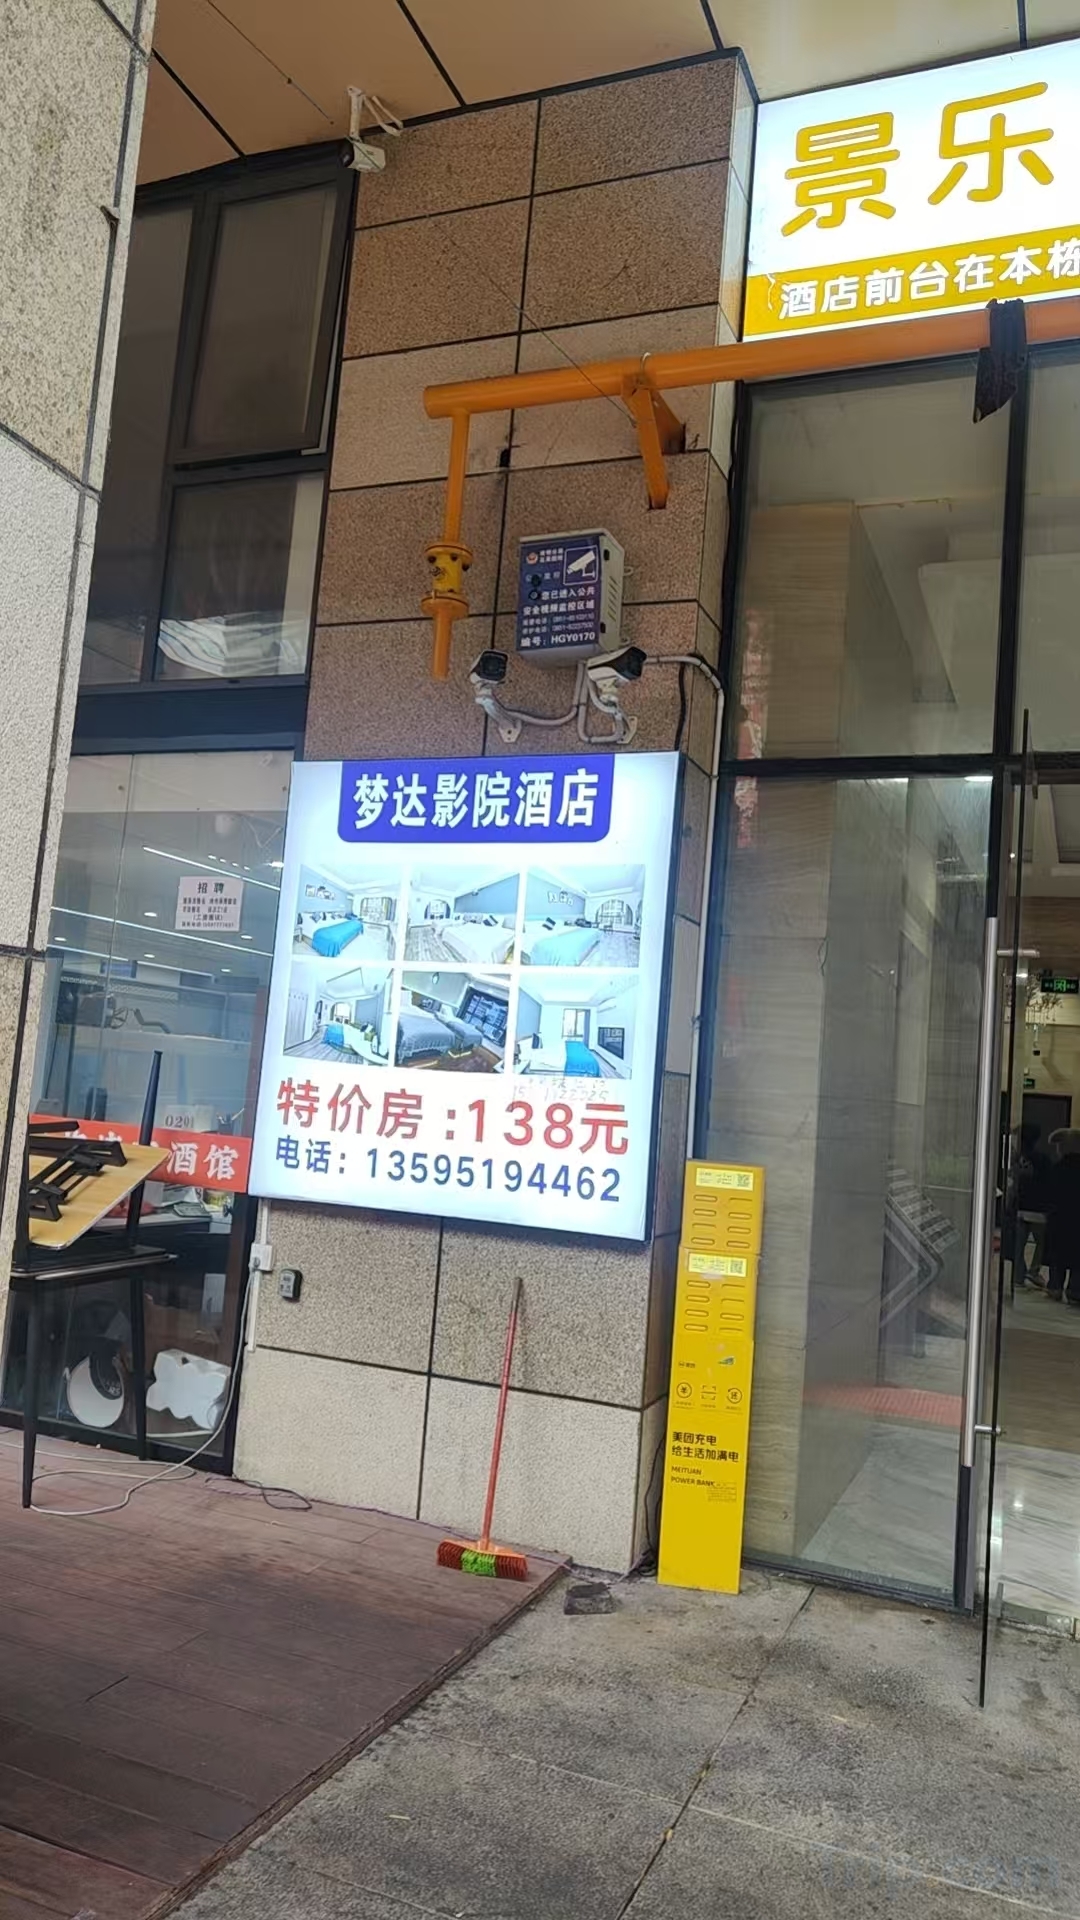 景乐
酒店前台在本栋
您已进入公共
安全视频监控区域
编号：HGY0170
梦达影院酒店
招聘
特价房:138元
电话：13595194462
0201
酒馆
美团充电
给生活加满电
MEITUAN
POWER BANK